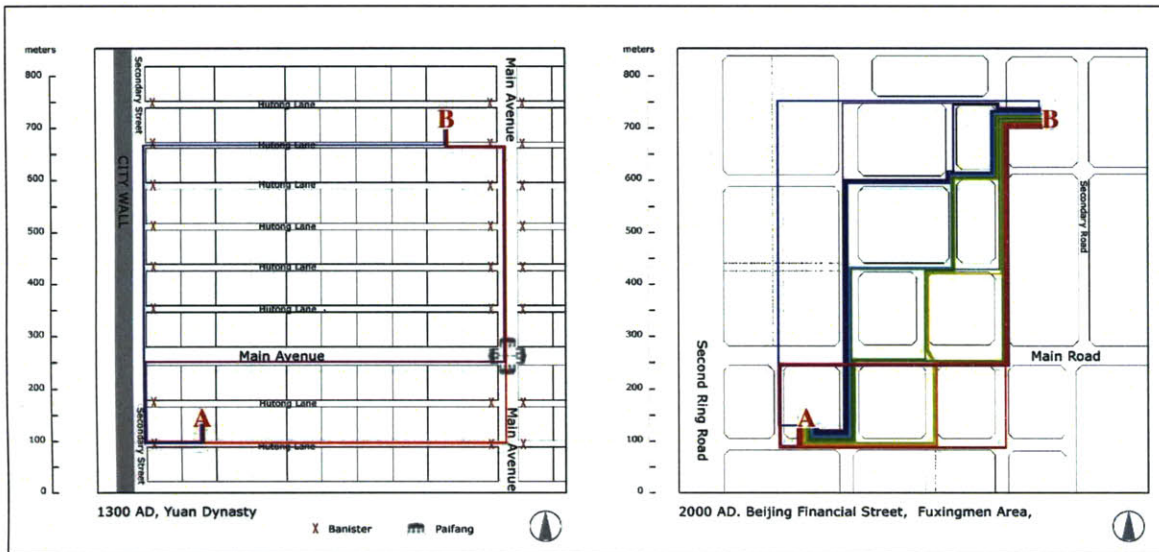 meters
800
700
600
500
400
300
200
100
0
Secondary Street
CITY WALL
Secondary Street
Main Avenue
Hutong Lane
B
Hutong Lane
Hutong Lane
Hutong Lane
Hutong Lane
Hutong Lane
Main Avenue
Hutong Lane
A
Hutong Lane
Main Avenue
1300 AD, Yuan Dynasty
Banister
Paifang
meters
800
700
600
500
400
300
200
100
0
B
Secondary Road
Second Ring Road
Main Road
A
2000 AD. Beijing Financial Street, Fuxingmen Area,